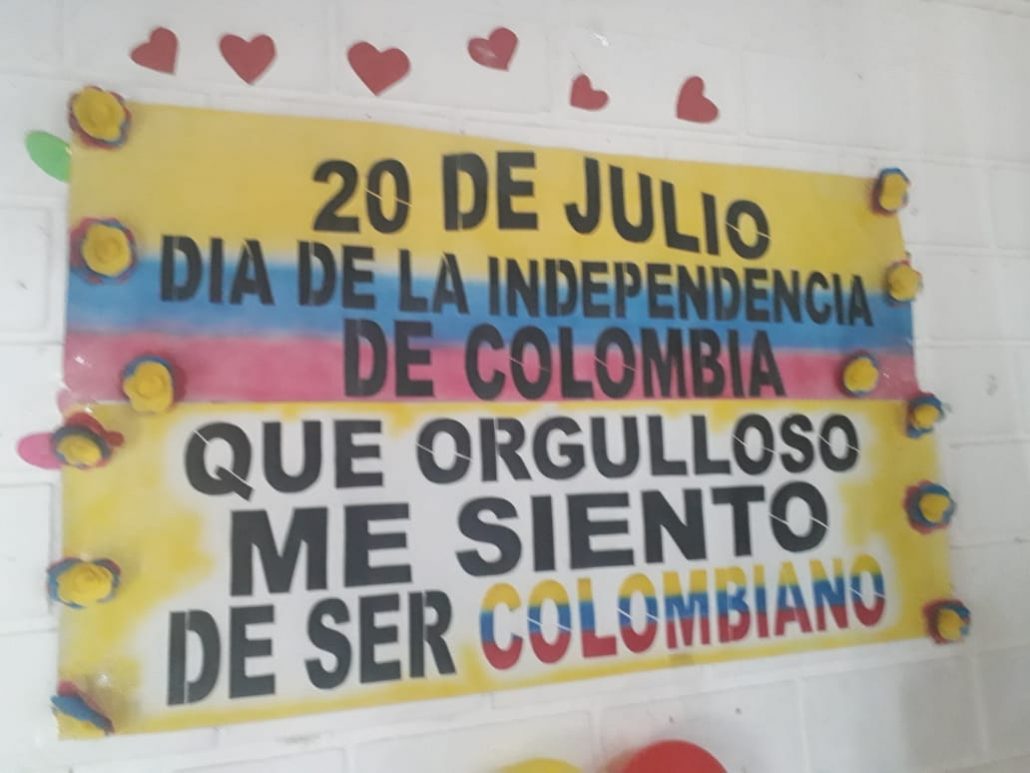 20 DE JULIO
DIA DE LA INDEPENDENCIA
DE COLOMBIA
QUE ORGULLOSO
ME SIENTO
DE SER COLOMBIANO